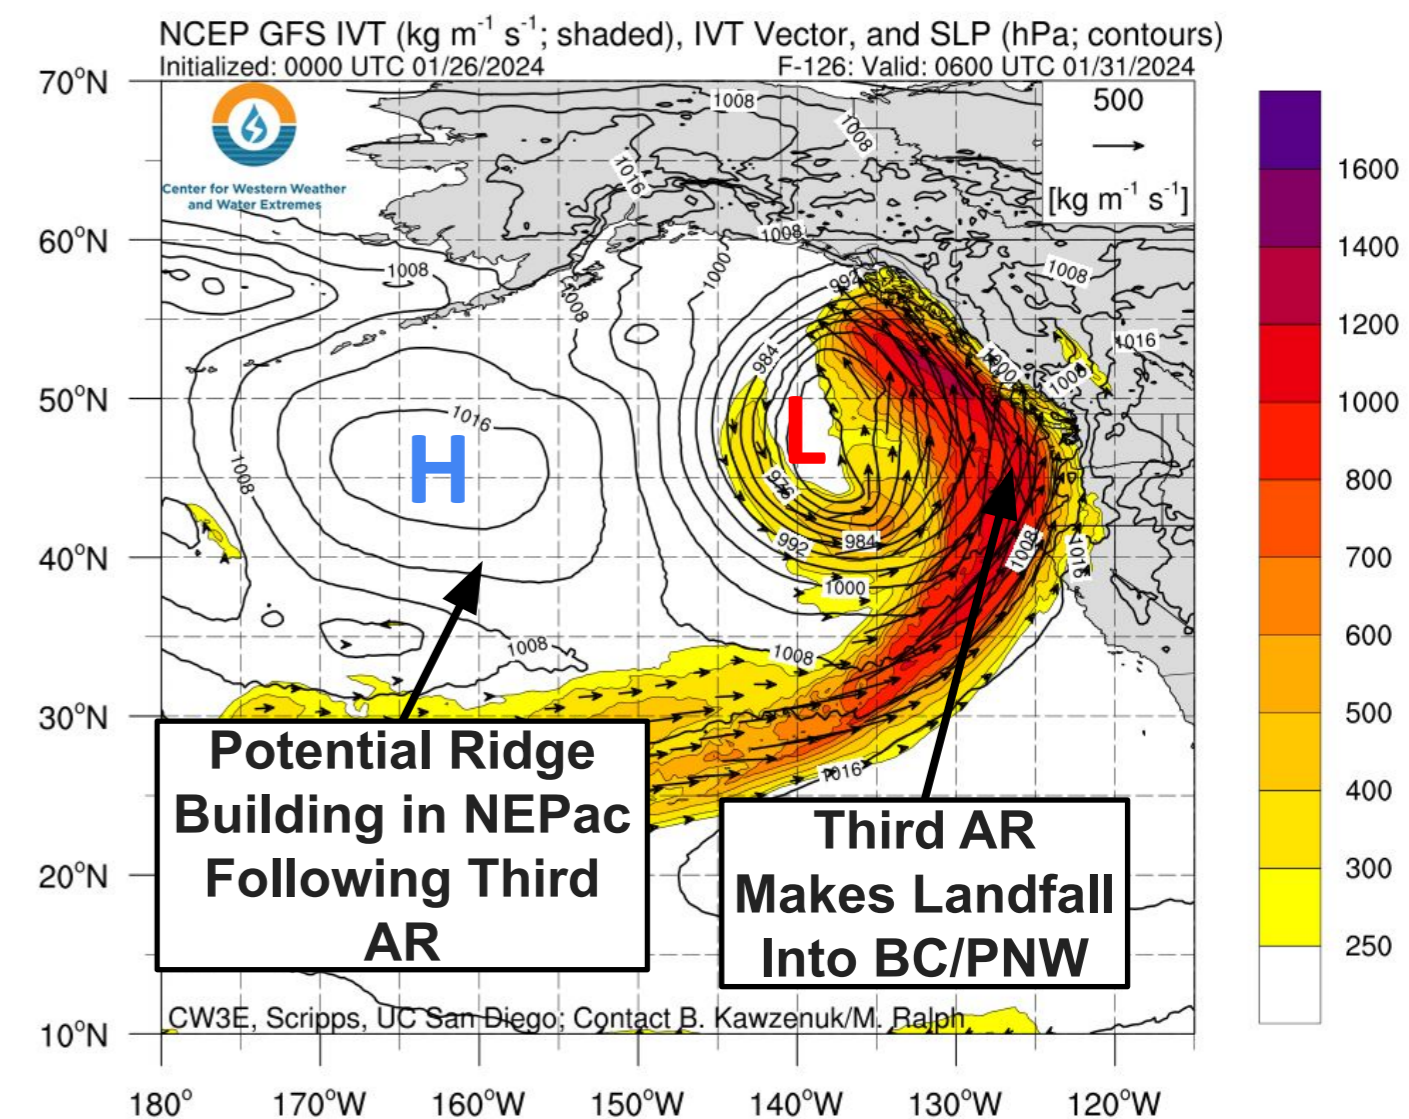 NCEP GFS IVT (kg m⁻¹ s⁻¹; shaded), IVT Vector, and SLP (hPa; contours)
Initialized: 0000 UTC 01/26/2024
F-126: Valid: 0600 UTC 01/31/2024
Center for Western Weather
and Water Extremes
500
[kg m⁻¹ s⁻¹]
70°N
60°N
50°N
40°N
30°N
20°N
10°N
1008
1008
1016
1008
1008
1000
992
1008
1008
984
1016
1000
1008
1016
H
L
1008
976
992
984
1000
1008
1016
1008
1008
1016
Potential Ridge
Building in NEPac
Following Third
AR
Third AR
Makes Landfall
Into BC/PNW
CW3E, Scripps, UC San Diego; Contact B. Kawzenuk/M. Ralph
180°
170°W
160°W
150°W
140°W
130°W
120°W
1600
1400
1200
1000
800
700
600
500
400
300
250